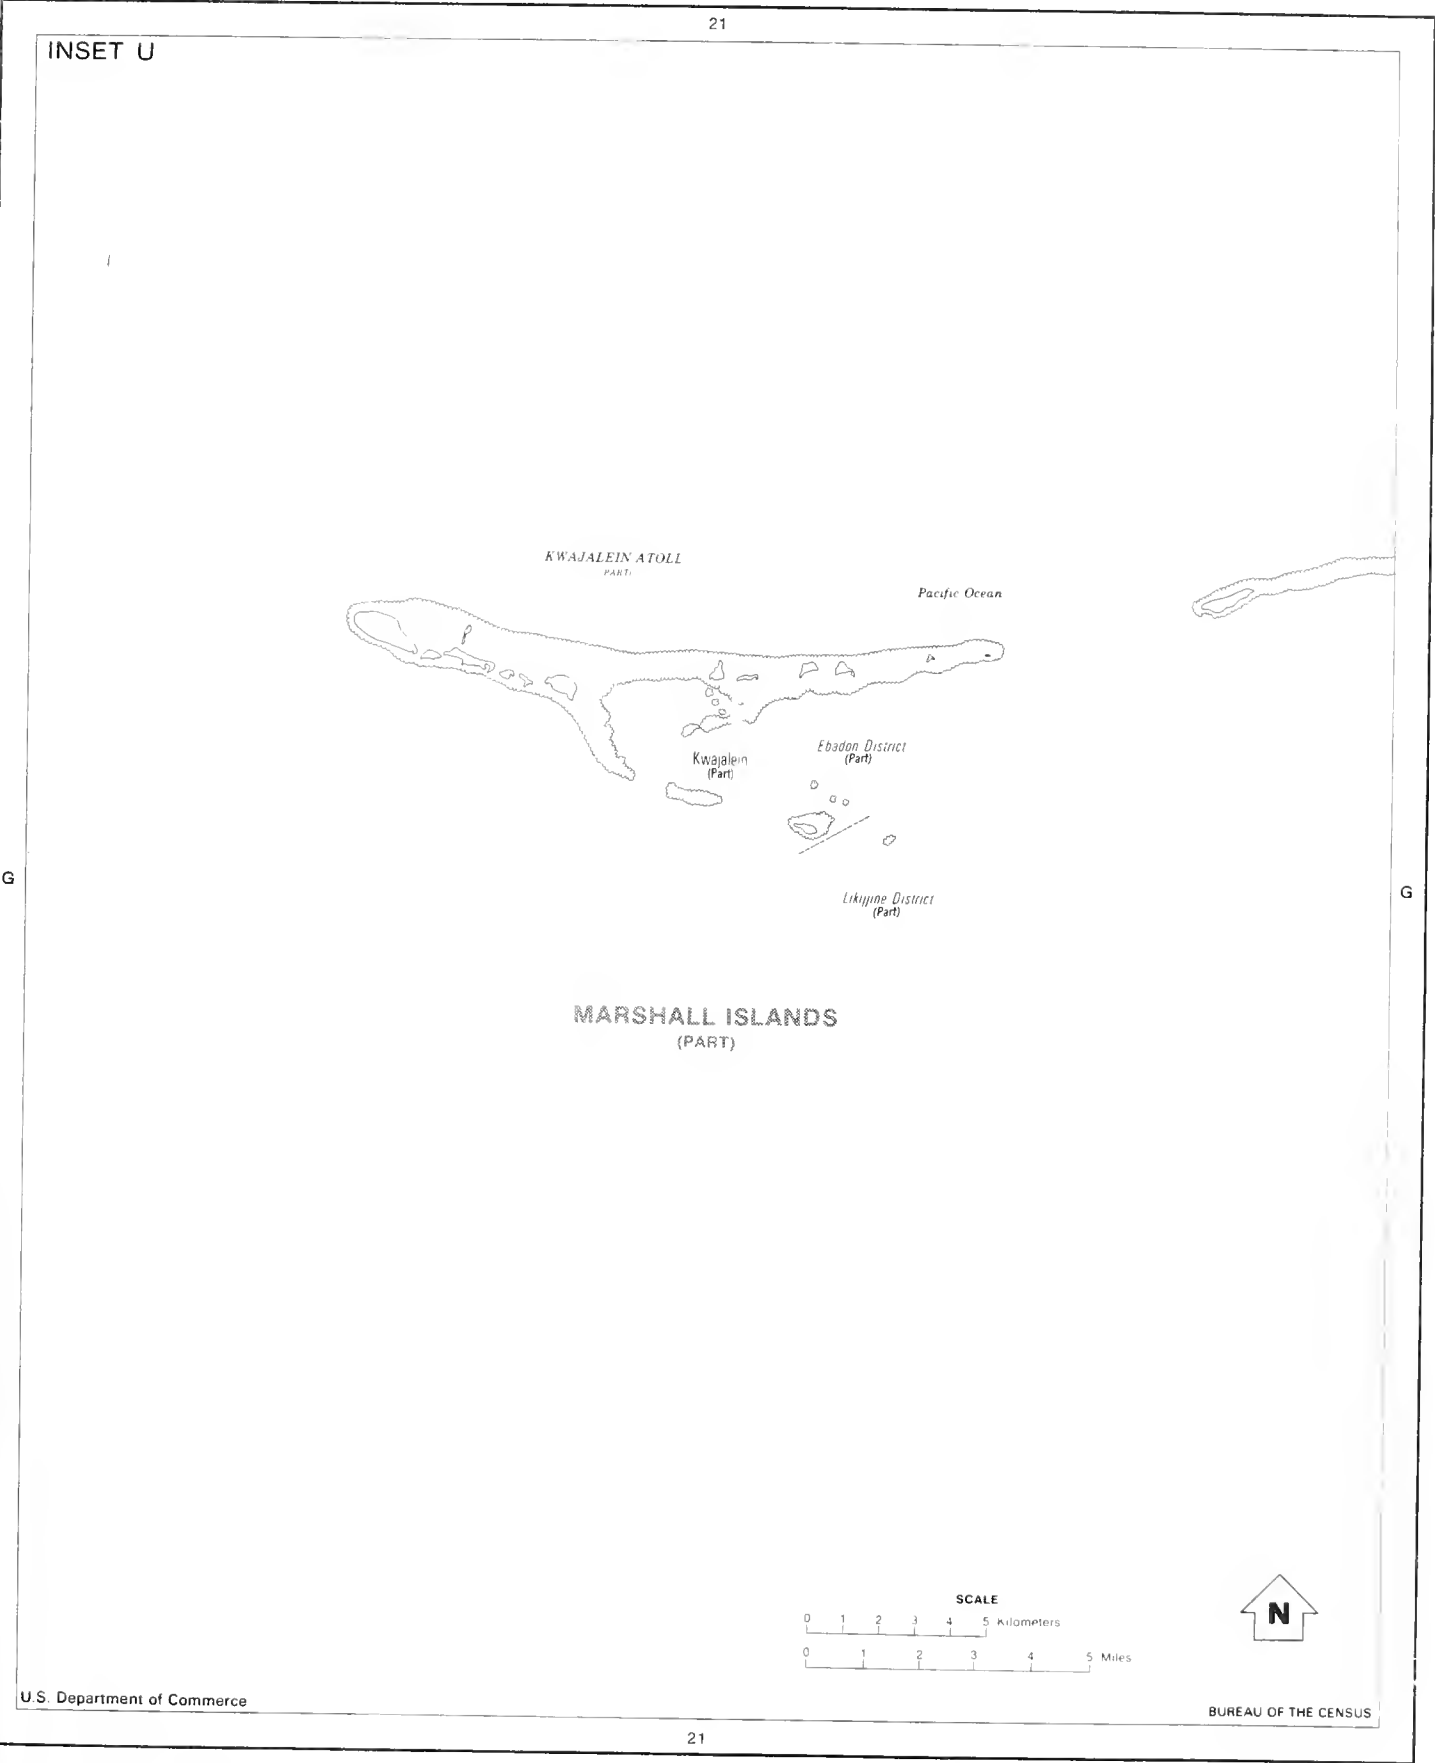 21
INSET U
KWAJALEIN ATOLL
PART)
Pacific Ocean
Kwajalein
(Part)
Ebadon District
(Part)
G
G
Likijjine District
(Part)
MARSHALL ISLANDS
(PART)
SCALE
0 1 2 3 4 5 Kilometers
0 1 2 3 4 5 Miles
N
U.S. Department of Commerce
BUREAU OF THE CENSUS
21